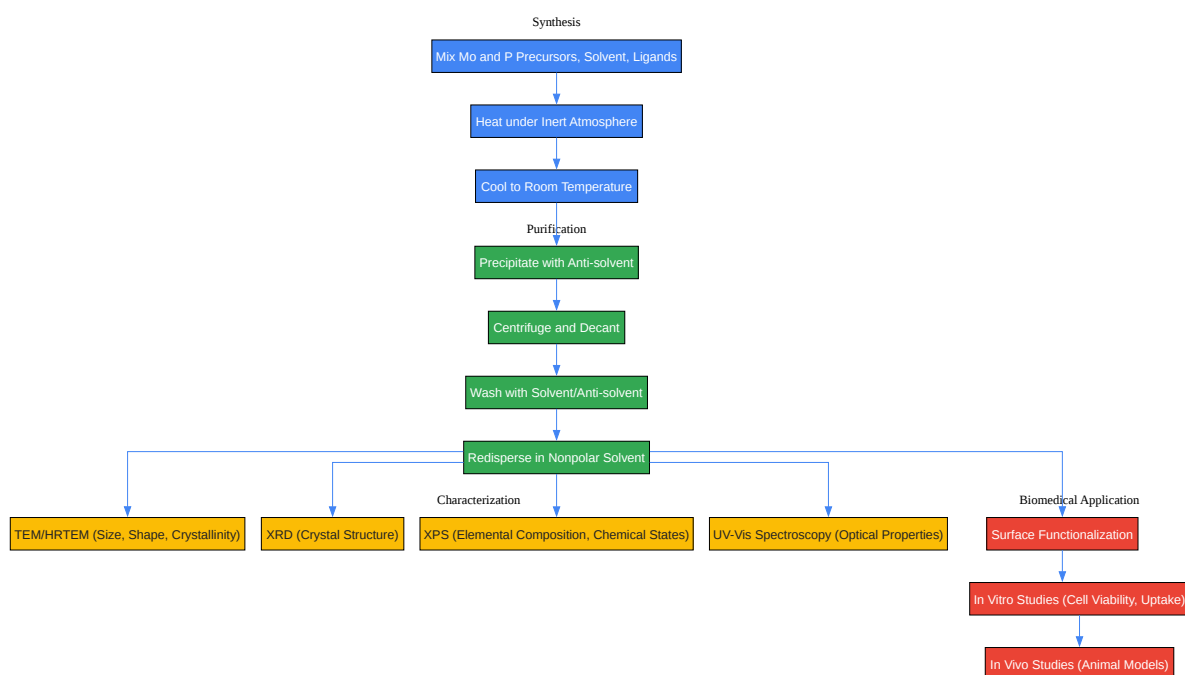 Synthesis
Mix Mo and P Precursors, Solvent, Ligands
Heat under Inert Atmosphere
Cool to Room Temperature
Purification
Precipitate with Anti-solvent
Centrifuge and Decant
Wash with Solvent/Anti-solvent
Redisperse in Nonpolar Solvent
Characterization
Biomedical Application
TEM/HRTEM (Size, Shape, Crystallinity)
XRD (Crystal Structure)
XPS (Elemental Composition, Chemical States)
UV-Vis Spectroscopy (Optical Properties)
Surface Functionalization
In Vitro Studies (Cell Viability, Uptake)
In Vivo Studies (Animal Models)